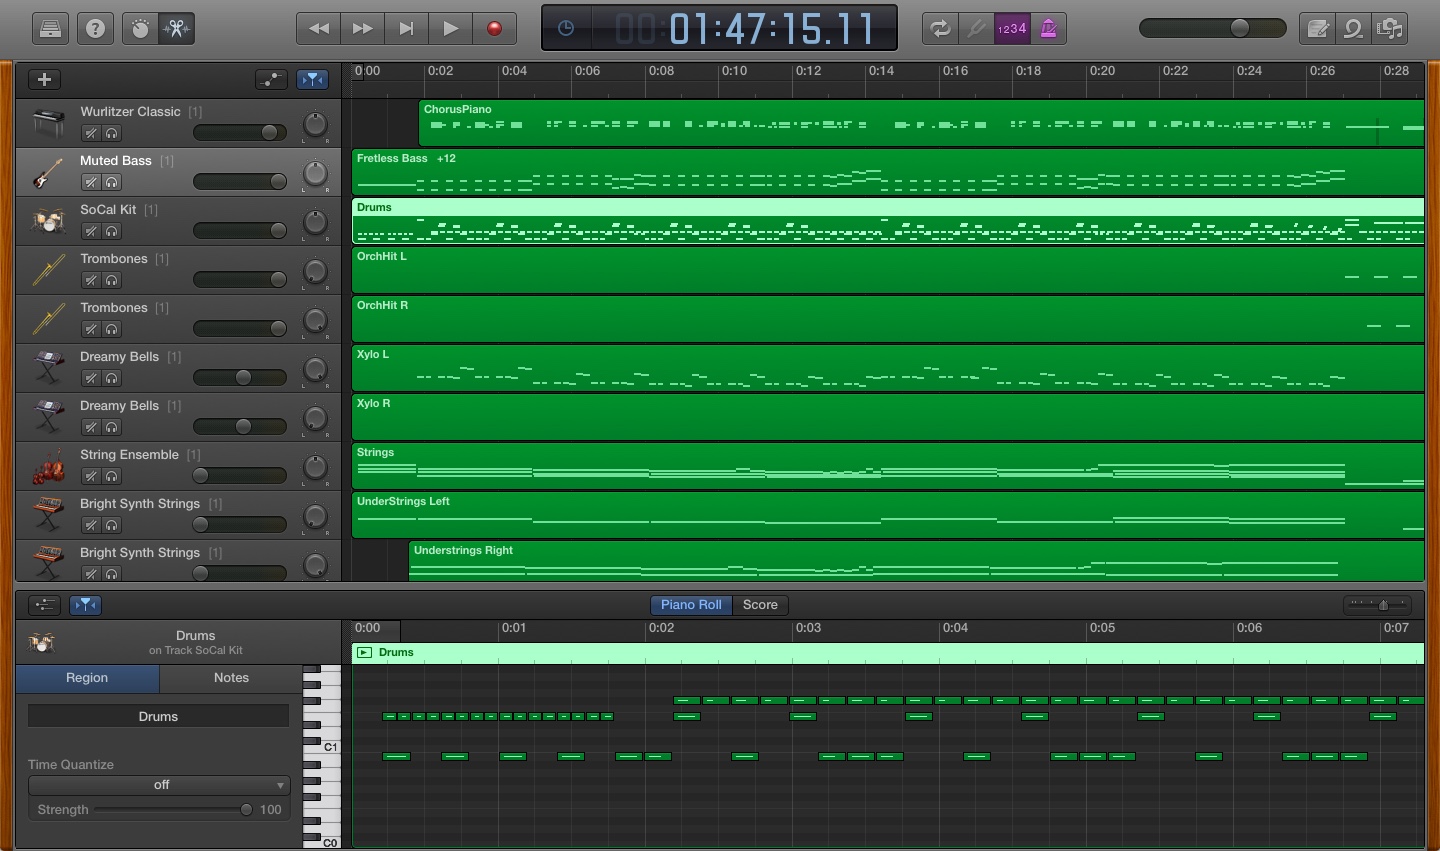 ?
00:01:47:15.11
1234
0:00 0:02 0:04 0:06 0:08 0:10 0:12 0:14 0:16 0:18 0:20 0:22 0:24 0:26 0:28
Wurlitzer Classic [1]
L R
ChorusPiano
Muted Bass [1]
L R
Fretless Bass +12
SoCal Kit [1]
L R
Drums
Trombones [1]
L R
OrchHit L
Trombones [1]
L R
OrchHit R
Dreamy Bells [1]
L R
Xylo L
Dreamy Bells [1]
L R
Xylo R
String Ensemble [1]
L R
Strings
Bright Synth Strings [1]
L R
UnderStrings Left
Bright Synth Strings [1]
L R
Understrings Right
Piano Roll Score
Drums
on Track SoCal Kit
0:00 0:01 0:02 0:03 0:04 0:05 0:06 0:07
Drums
Region Notes
Drums
C1
Time Quantize
off
Strength 100
C0